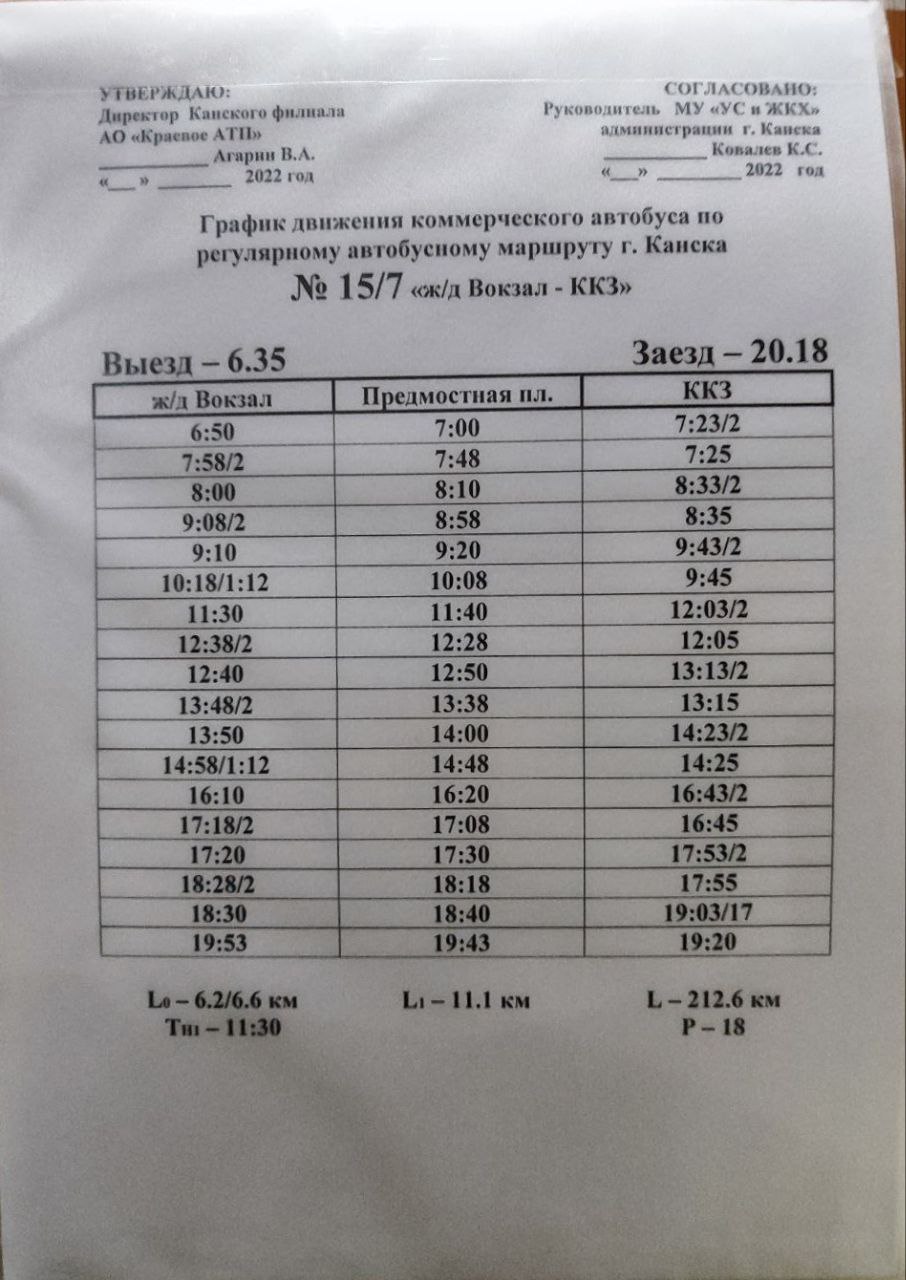 УТВЕРЖДАЮ:
Директор Канского филиала
АО «Краевое АТП»
____________ Агарин В.А.
«___ » ________ 2022 год
СОГЛАСОВАНО:
Руководитель МУ «УС и ЖКХ»
администрации г. Канска
___________ Ковалев К.С.
«___» _________ 2022 год
График движения коммерческого автобуса по
регулярному автобусному маршруту г. Канска
№ 15/7 «ж/д Вокзал - ККЗ»
Выезд – 6.35 Заезд – 20.18
ж/д Вокзал Предмостная пл. ККЗ
6:50 7:00 7:23/2
7:58/2 7:48 7:25
8:00 8:10 8:33/2
9:08/2 8:58 8:35
9:10 9:20 9:43/2
10:18/1:12 10:08 9:45
11:30 11:40 12:03/2
12:38/2 12:28 12:05
12:40 12:50 13:13/2
13:48/2 13:38 13:15
13:50 14:00 14:23/2
14:58/1:12 14:48 14:25
16:10 16:20 16:43/2
17:18/2 17:08 16:45
17:20 17:30 17:53/2
18:28/2 18:18 17:55
18:30 18:40 19:03/17
19:53 19:43 19:20
L₀ – 6.2/6.6 км L₁ – 11.1 км L – 212.6 км
Тн₁ – 11:30 Р – 18